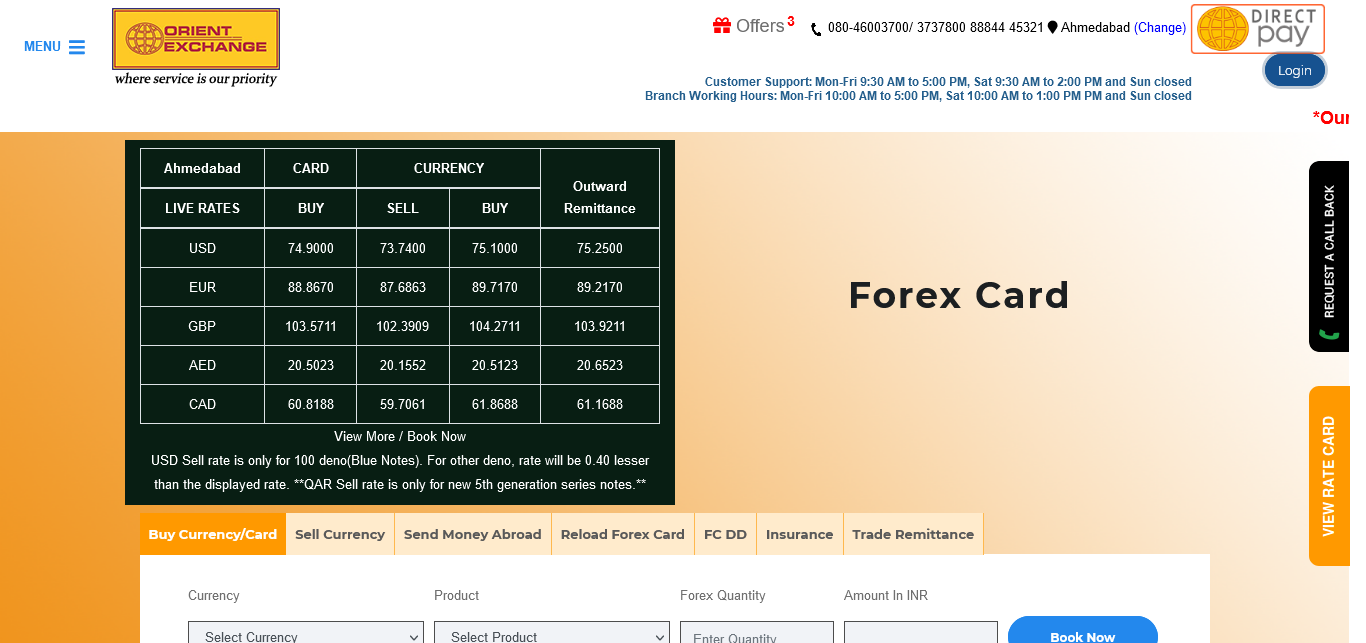 MENU
ORIENT
EXCHANGE
where service is our priority
Offers 3
080-46003700/ 3737800 88844 45321 Ahmedabad (Change)
DIRECT
pay
Login
Customer Support: Mon-Fri 9:30 AM to 5:00 PM, Sat 9:30 AM to 2:00 PM and Sun closed
Branch Working Hours: Mon-Fri 10:00 AM to 5:00 PM, Sat 10:00 AM to 1:00 PM PM and Sun closed
*Our
Ahmedabad CARD CURRENCY Outward Remittance
LIVE RATES BUY SELL BUY
USD 74.9000 73.7400 75.1000 75.2500
EUR 88.8670 87.6863 89.7170 89.2170
GBP 103.5711 102.3909 104.2711 103.9211
AED 20.5023 20.1552 20.5123 20.6523
CAD 60.8188 59.7061 61.8688 61.1688
View More / Book Now
USD Sell rate is only for 100 deno(Blue Notes). For other deno, rate will be 0.40 lesser
than the displayed rate. **QAR Sell rate is only for new 5th generation series notes.**
Forex Card
REQUEST A CALL BACK
VIEW RATE CARD
Buy Currency/Card Sell Currency Send Money Abroad Reload Forex Card FC DD Insurance Trade Remittance
Currency Product Forex Quantity Amount In INR
Select Currency Select Product Enter Quantity Book Now